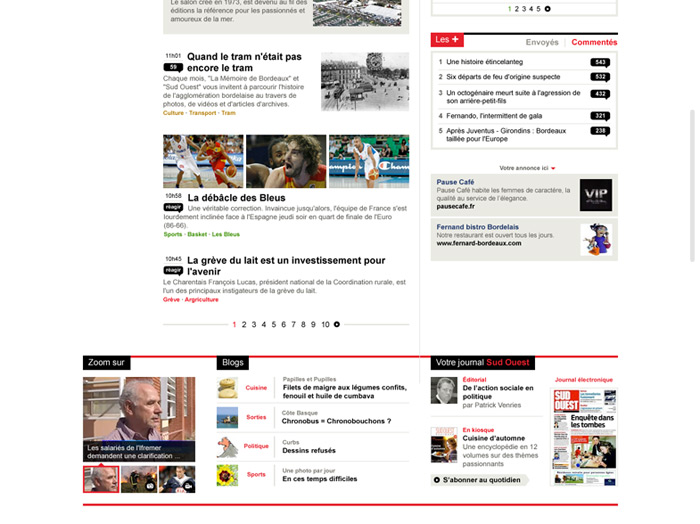 Le salon créé en 1973, est devenu au fil des
éditions la référence pour les passionnés et
amoureux de la mer.
11h01
59
Quand le tram n'était pas
encore le tram
Chaque mois, "La Mémoire de Bordeaux" et
"Sud Ouest" vous invitent à parcourir l'histoire
de l'agglomération bordelaise au travers de
photos, de vidéos et d'articles d'archives.
Culture · Transport · Tram
10h58
réagir
La débâcle des Bleus
Une véritable correction. Invaincue jusqu'alors, l'équipe de France s'est
lourdement inclinée face à l'Espagne jeudi soir en quart de finale de l'Euro
(86-66).
Sports · Basket · Les Bleus
10h45
réagir
La grève du lait est un investissement pour
l'avenir
Le Charentais François Lucas, président national de la Coordination rurale, est
l'un des principaux instigateurs de la grève du lait.
Grève · Argriculture
1 2 3 4 5 6 7 8 9 10
1 2 3 4 5
Les +
Envoyés | Commentés
1 Une histoire étincelanteg 543
2 Six départs de feu d'origine suspecte 532
3 Un octogénaire meurt suite à l'agression de
son arrière-petit-fils 432
4 Fernando, l'intermittent de gala 321
5 Après Juventus - Girondins : Bordeaux
taillée pour l'Europe 238
Votre annonce ici
Pause Café
Pause Café habite les femmes de caractère, la
qualité au service de l'élégance.
pausecafe.fr
VIP
Fernand bistro Bordelais
Notre restaurant est ouvert tous les jours.
www.fernard-bordeaux.com
Zoom sur
Les salariés de l'Ifremer
demandent une clarification ...
Blogs
Cuisine
Papilles et Pupilles
Filets de maigre aux légumes confits,
fenouil et huile de cumbava
Sorties
Côte Basque
Chronobus = Chronobouchons ?
Politique
Curbs
Dessins refusés
Sports
Une photo par jour
En ces temps difficiles
Votre journal Sud Ouest
Éditorial
De l'action sociale en
politique
par Patrick Venries
En kiosque
Cuisine d'automne
Une encyclopédie en 12
volumes sur des thèmes
passionnants
S'abonner au quotidien
Journal électronique
SUD
OUEST
Enquête dans
les tombes